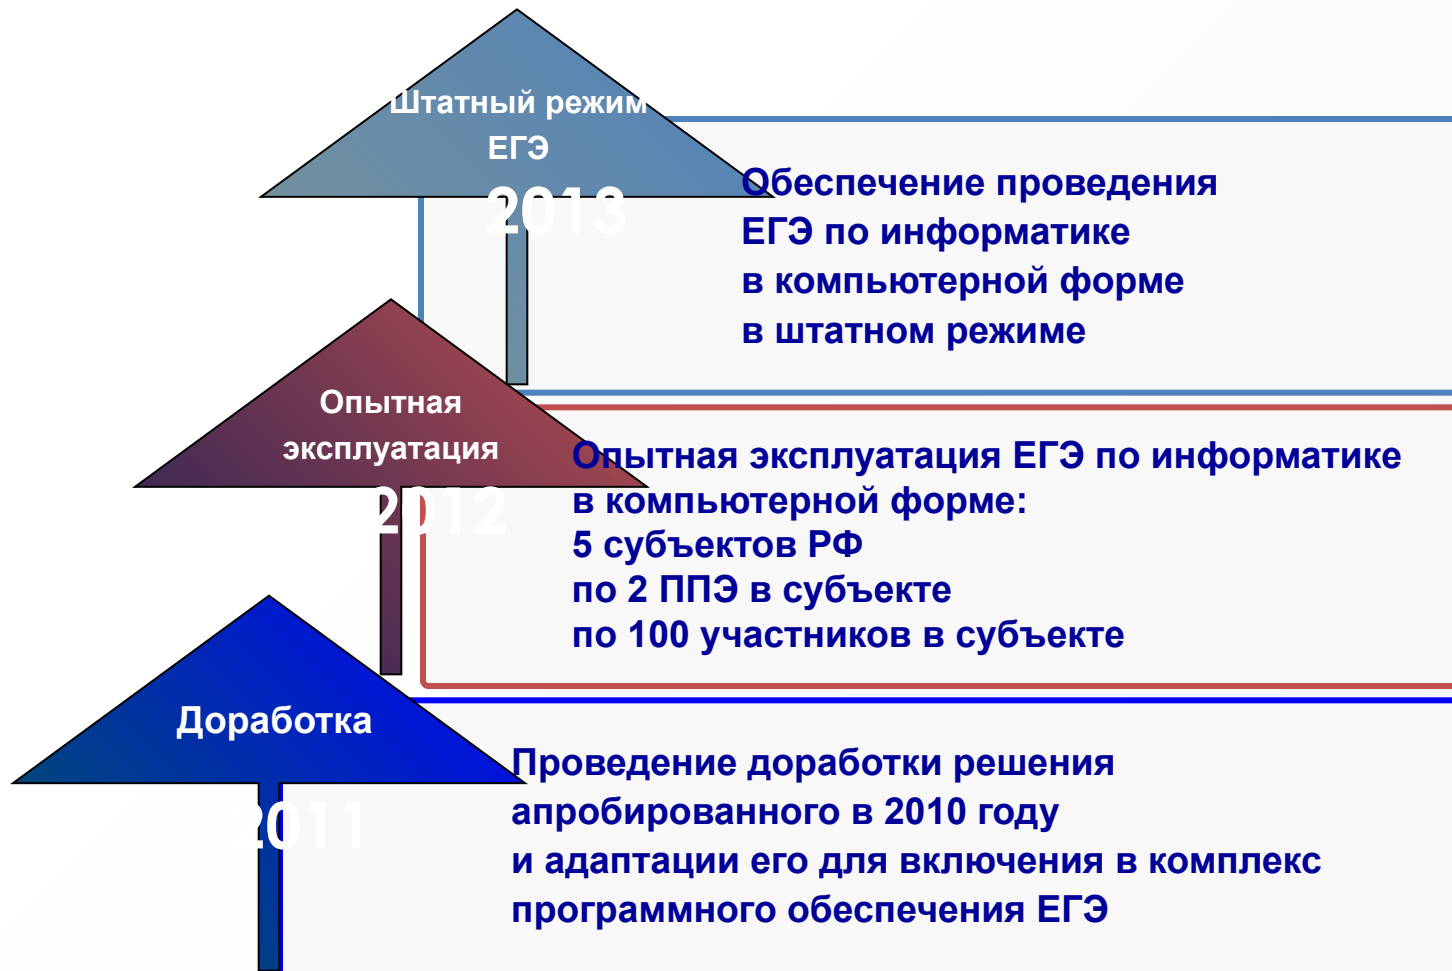 Штатный режим
ЕГЭ
2013
Обеспечение проведения
ЕГЭ по информатике
в компьютерной форме
в штатном режиме
Опытная
эксплуатация
2012
Опытная эксплуатация ЕГЭ по информатике
в компьютерной форме:
5 субъектов РФ
по 2 ППЭ в субъекте
по 100 участников в субъекте
Доработка
2011
Проведение доработки решения
апробированного в 2010 году
и адаптации его для включения в комплекс
программного обеспечения ЕГЭ